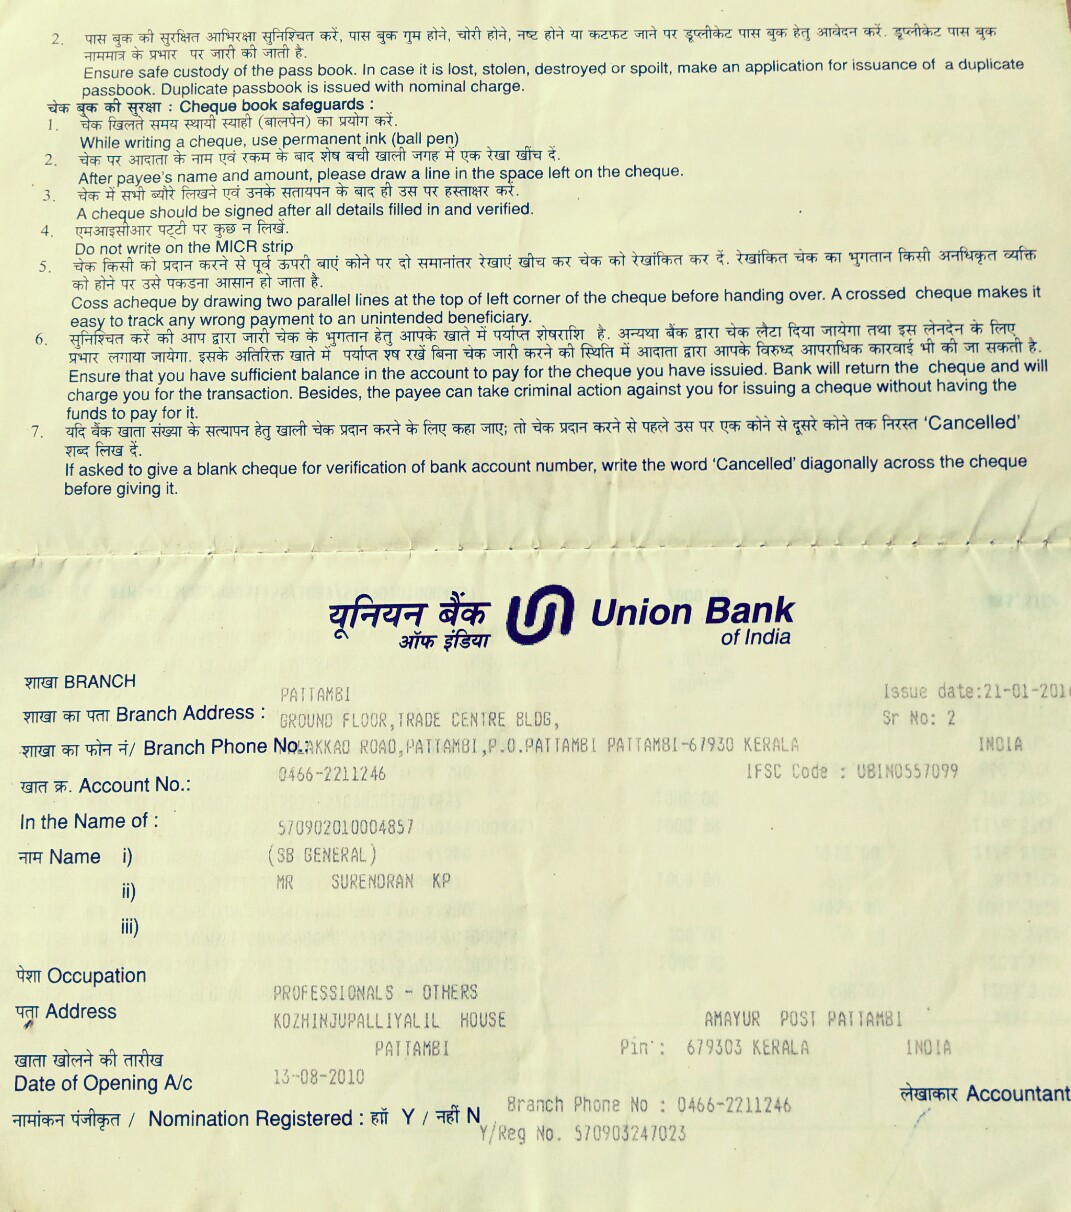 2. पास बुक की सुरक्षित आभिरक्षा सुनिश्चित करें, पास बुक गुम होने, चोरी होने, नष्ट होने या कटफट जाने पर डूप्लीकेट पास बुक हेतु आवेदन करें. डूप्लीकेट पास बुक
नाममात्र के प्रभार पर जारी की जाती है.
Ensure safe custody of the pass book. In case it is lost, stolen, destroyed or spoilt, make an application for issuance of a duplicate
passbook. Duplicate passbook is issued with nominal charge.
चेक बुक की सुरक्षा : Cheque book safeguards :
1. चेक खिलते समय स्थायी स्याही (बालपेन) का प्रयोग करें.
While writing a cheque, use permanent ink (ball pen)
2. चेक पर आदाता के नाम एवं रकम के बाद शेष बची खाली जगह में एक रेखा खींच दें.
After payee's name and amount, please draw a line in the space left on the cheque.
3. चेक में सभी ब्यौरे लिखने एवं उनके सतायपन के बाद ही उस पर हस्ताक्षर करें.
A cheque should be signed after all details filled in and verified.
4. एमआइसीआर पट्टी पर कुछ न लिखें.
Do not write on the MICR strip
5. चेक किसी को प्रदान करने से पूर्व ऊपरी बाएं कोने पर दो समानांतर रेखाएं खीच कर चेक को रेखांकित कर दें. रेखांकित चेक का भुगतान किसी अनधिकृत व्यक्ति
को होने पर उसे पकडना आसान हो जाता है.
Coss acheque by drawing two parallel lines at the top of left corner of the cheque before handing over. A crossed cheque makes it
easy to track any wrong payment to an unintended beneficiary.
6. सुनिश्चित करें की आप द्वारा जारी चेक के भुगतान हेतु आपके खाते में पर्याप्त शेषराशि है. अन्यथा बैंक द्वारा चेक लैटा दिया जायेगा तथा इस लेनदेन के लिए
प्रभार लगाया जायेगा. इसके अतिरिक्त खाते में पर्याप्त श्ष रखें बिना चेक जारी करने की स्थिति में आदाता द्वारा आपके विरुध्द आपराधिक कारवाई भी की जा सकती है.
Ensure that you have sufficient balance in the account to pay for the cheque you have issuied. Bank will return the cheque and will
charge you for the transaction. Besides, the payee can take criminal action against you for issuing a cheque without having the
funds to pay for it.
7. यदि बैंक खाता संख्या के सत्यापन हेतु खाली चेक प्रदान करने के लिए कहा जाए; तो चेक प्रदान करने से पहले उस पर एक कोने से दूसरे कोने तक निरस्त ‘Cancelled’
शब्द लिख दें.
If asked to give a blank cheque for verification of bank account number, write the word ‘Cancelled’ diagonally across the cheque
before giving it.
यूनियन बैंक Union Bank
ऑफ इंडिया of India
शाखा BRANCH PATTAMBI Issue date:21-01-201
शाखा का पता Branch Address : GROUND FLOOR,TRADE CENTRE BLDG, Sr No: 2
शाखा का फोन नं/ Branch Phone No.: ROAD,PATTAMBI,P.O.PATTAMBI PATTAMBI-67930 KERALA INDIA
0466-2211246 IFSC Code : UBIN0557099
खात क्र. Account No.:
In the Name of : 570902010004857
नाम Name i) (SB GENERAL)
ii) MR SURENDRAN KP
iii)
पेशा Occupation PROFESSIONALS - OTHERS
पता Address KOZHINJUPALLIYALIL HOUSE AMAYUR POST PATTAMBI
PATTAMBI Pin : 679303 KERALA INDIA
खाता खोलने की तारीख
Date of Opening A/c 13-08-2010
लेखाकार Accountant
नामांकन पंजीकृत / Nomination Registered : हाॅं Y / नहीं N Branch Phone No : 0466-2211246
Y/Reg No. 570903247023